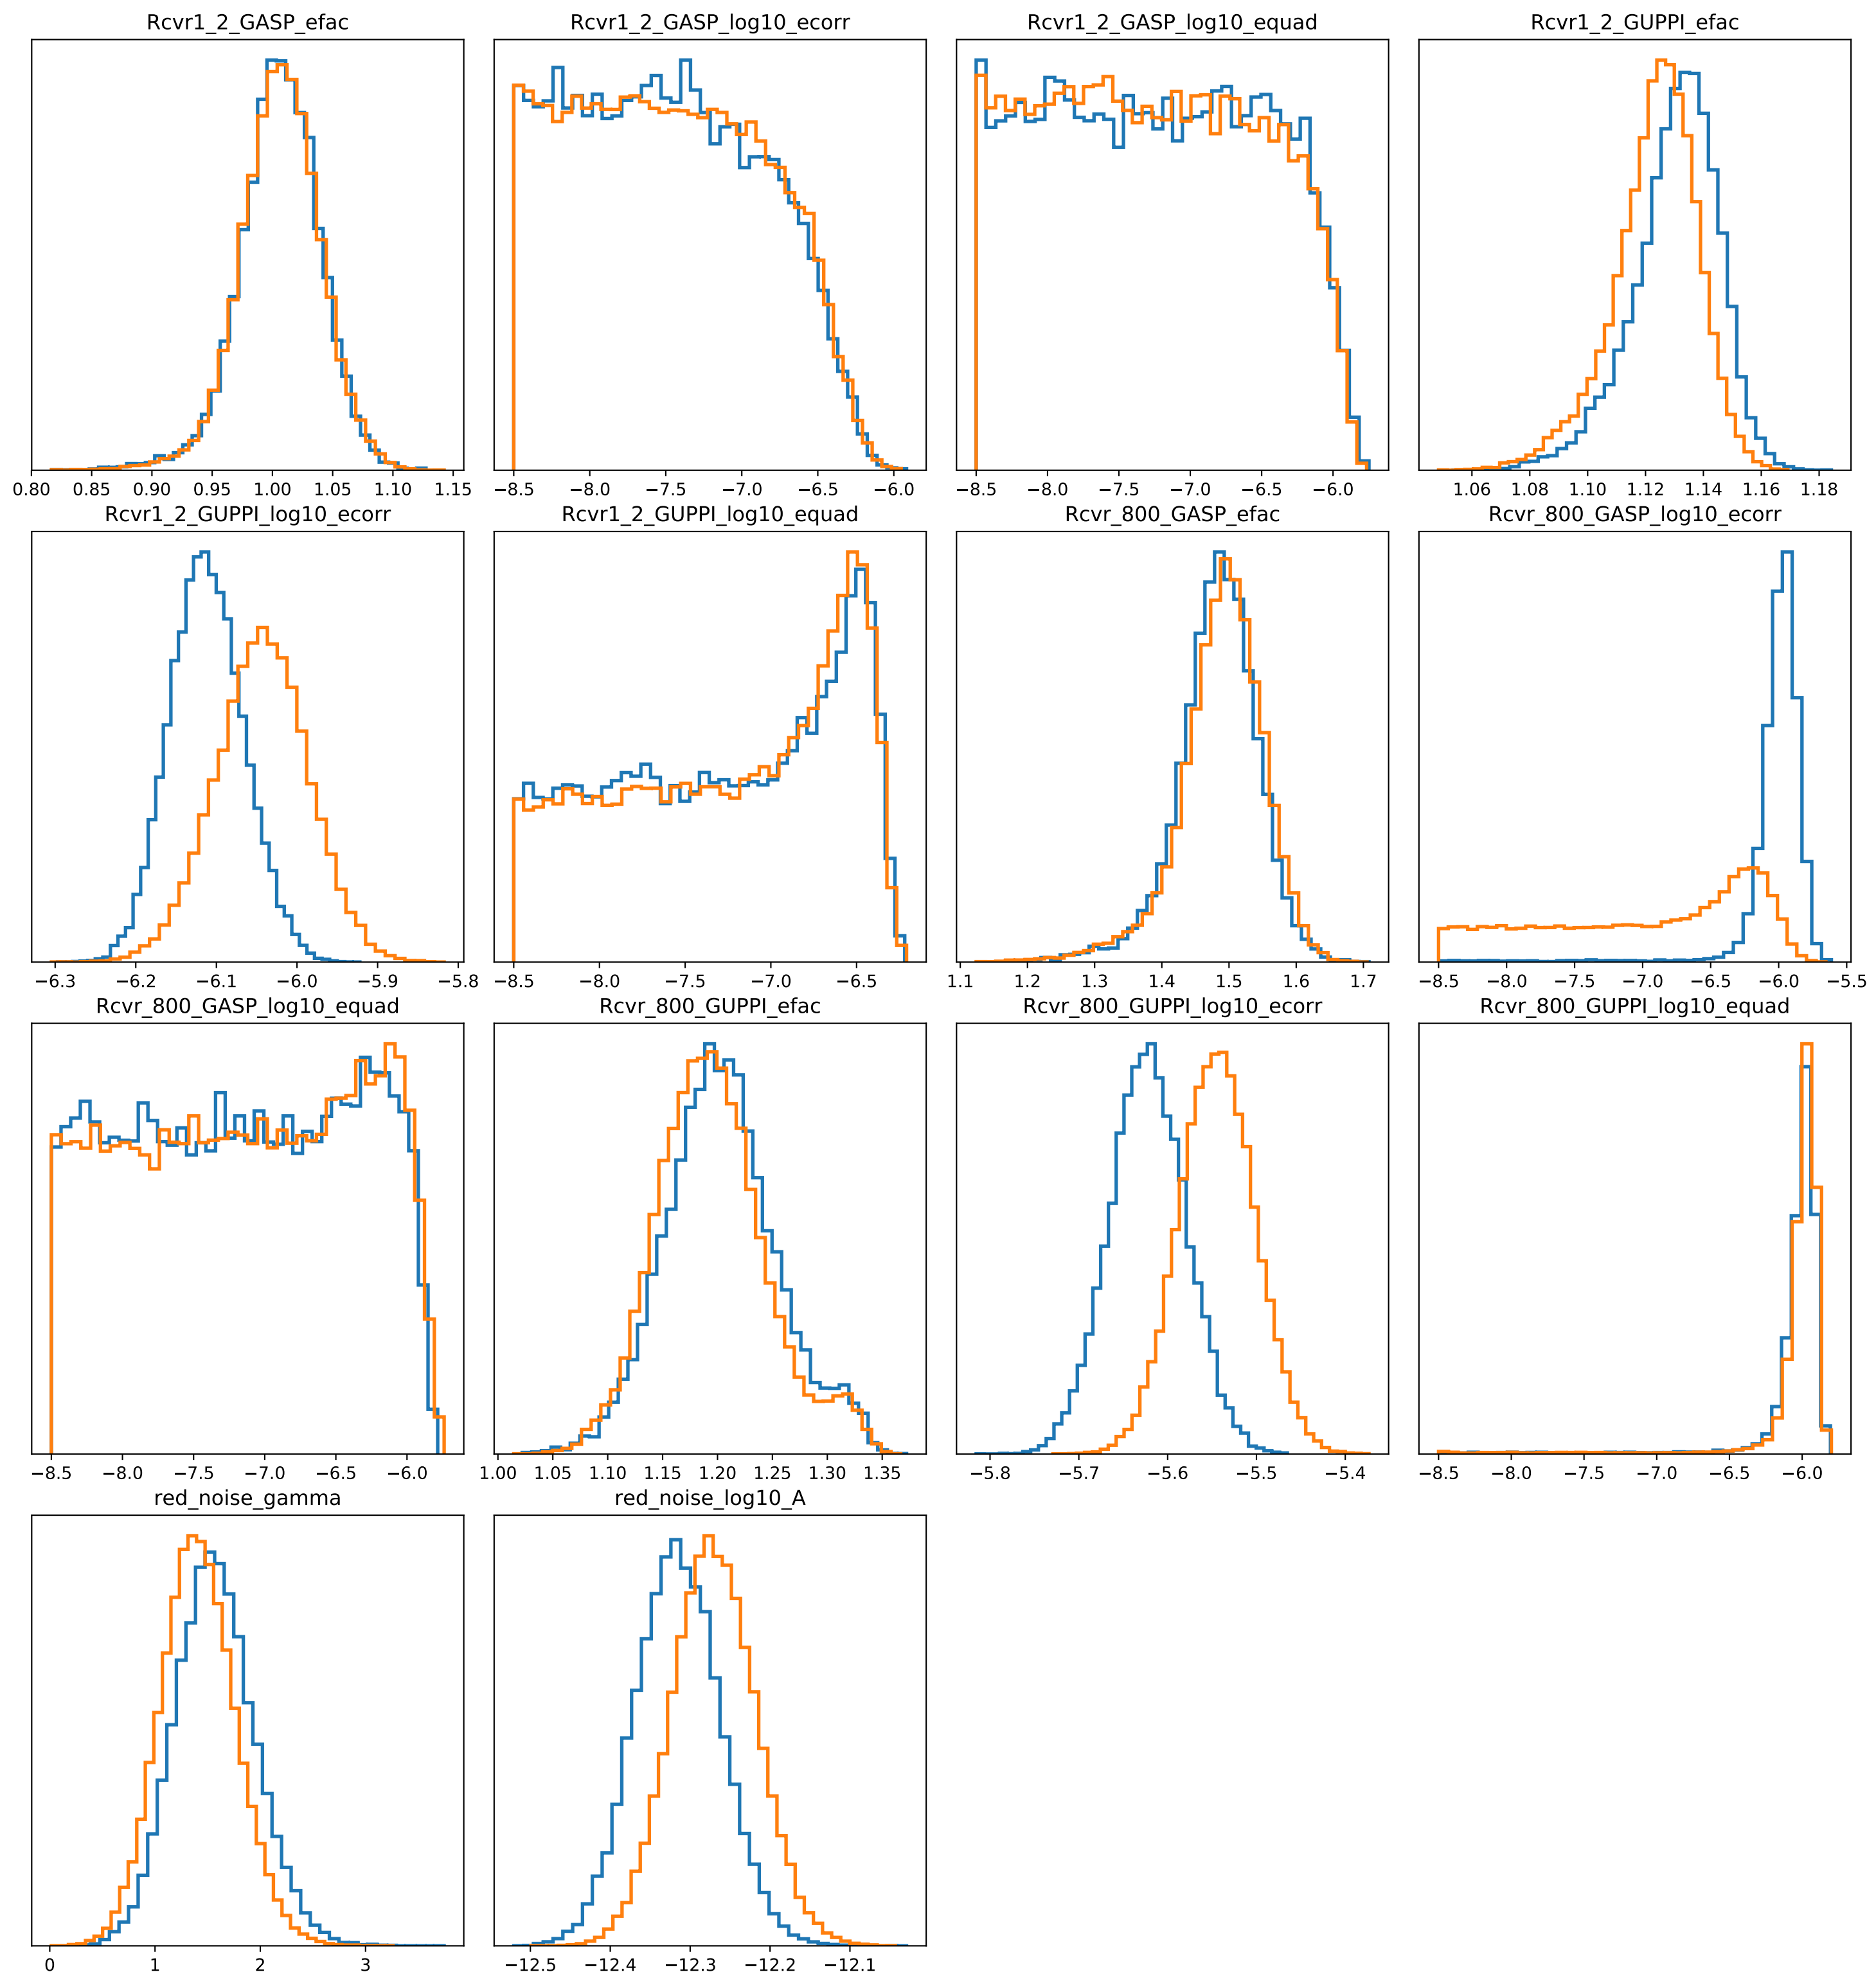 Rcvr1_2_GASP_efac Rcvr1_2_GASP_log10_ecorr Rcvr1_2_GASP_log10_equad Rcvr1_2_GUPPI_efac
0.80 0.85 0.90 0.95 1.00 1.05 1.10 1.15 −8.5 −8.0 −7.5 −7.0 −6.5 −6.0 −8.5 −8.0 −7.5 −7.0 −6.5 −6.0 1.06 1.08 1.10 1.12 1.14 1.16 1.18
Rcvr1_2_GUPPI_log10_ecorr Rcvr1_2_GUPPI_log10_equad Rcvr_800_GASP_efac Rcvr_800_GASP_log10_ecorr
−6.3 −6.2 −6.1 −6.0 −5.9 −5.8 −8.5 −8.0 −7.5 −7.0 −6.5 1.1 1.2 1.3 1.4 1.5 1.6 1.7 −8.5 −8.0 −7.5 −7.0 −6.5 −6.0 −5.5
Rcvr_800_GASP_log10_equad Rcvr_800_GUPPI_efac Rcvr_800_GUPPI_log10_ecorr Rcvr_800_GUPPI_log10_equad
−8.5 −8.0 −7.5 −7.0 −6.5 −6.0 1.00 1.05 1.10 1.15 1.20 1.25 1.30 1.35 −5.8 −5.7 −5.6 −5.5 −5.4 −8.5 −8.0 −7.5 −7.0 −6.5 −6.0
red_noise_gamma red_noise_log10_A
0 1 2 3 −12.5 −12.4 −12.3 −12.2 −12.1